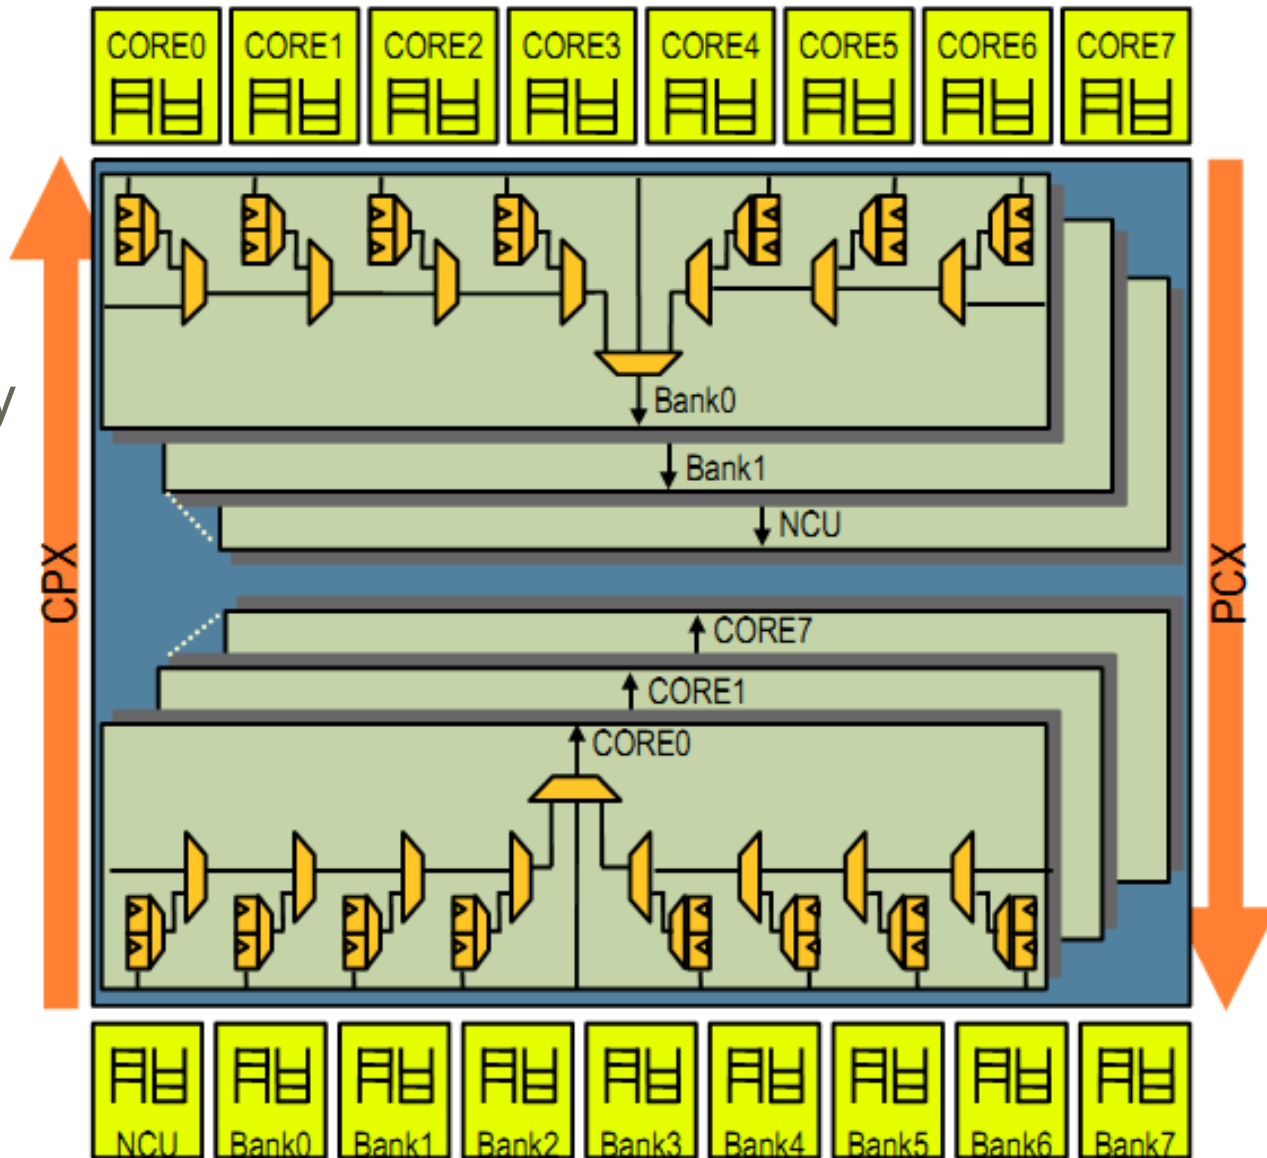 CORE0 CORE1 CORE2 CORE3 CORE4 CORE5 CORE6 CORE7
y
Bank0
Bank1
NCU
CPX
PCX
CORE7
CORE1
CORE0
NCU Bank0 Bank1 Bank2 Bank3 Bank4 Bank5 Bank6 Bank7